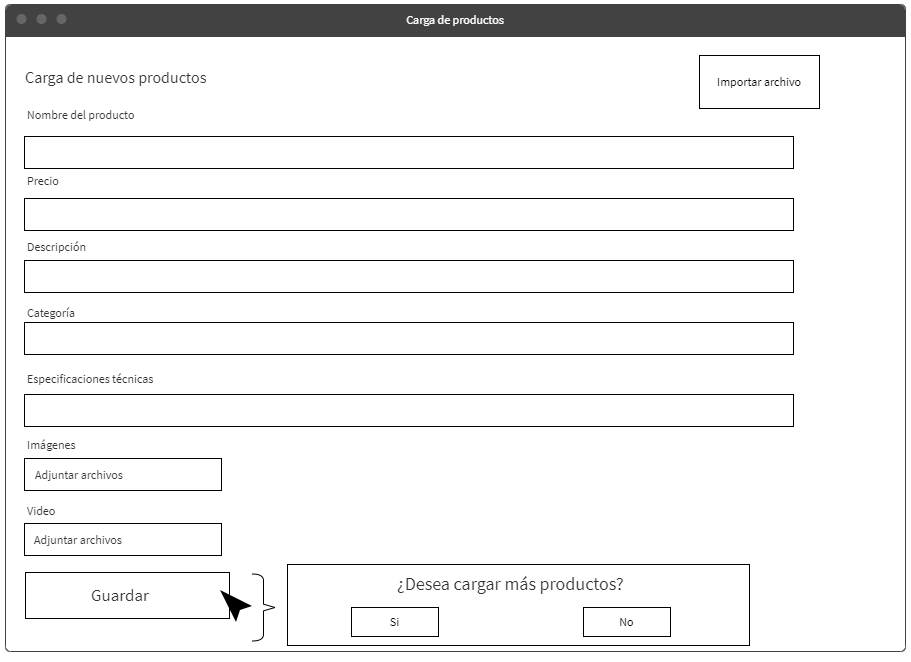 Carga de productos
Carga de nuevos productos
Importar archivo
Nombre del producto
Precio
Descripción
Categoría
Especificaciones técnicas
Imágenes
Adjuntar archivos
Video
Adjuntar archivos
Guardar
¿Desea cargar más productos?
Si
No